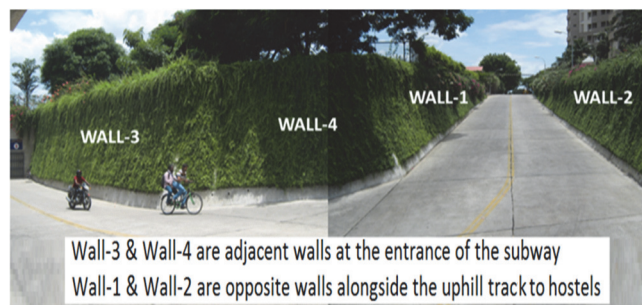 WALL-3
WALL-4
WALL-1
WALL-2
Wall-3 & Wall-4 are adjacent walls at the entrance of the subway
Wall-1 & Wall-2 are opposite walls alongside the uphill track to hostels